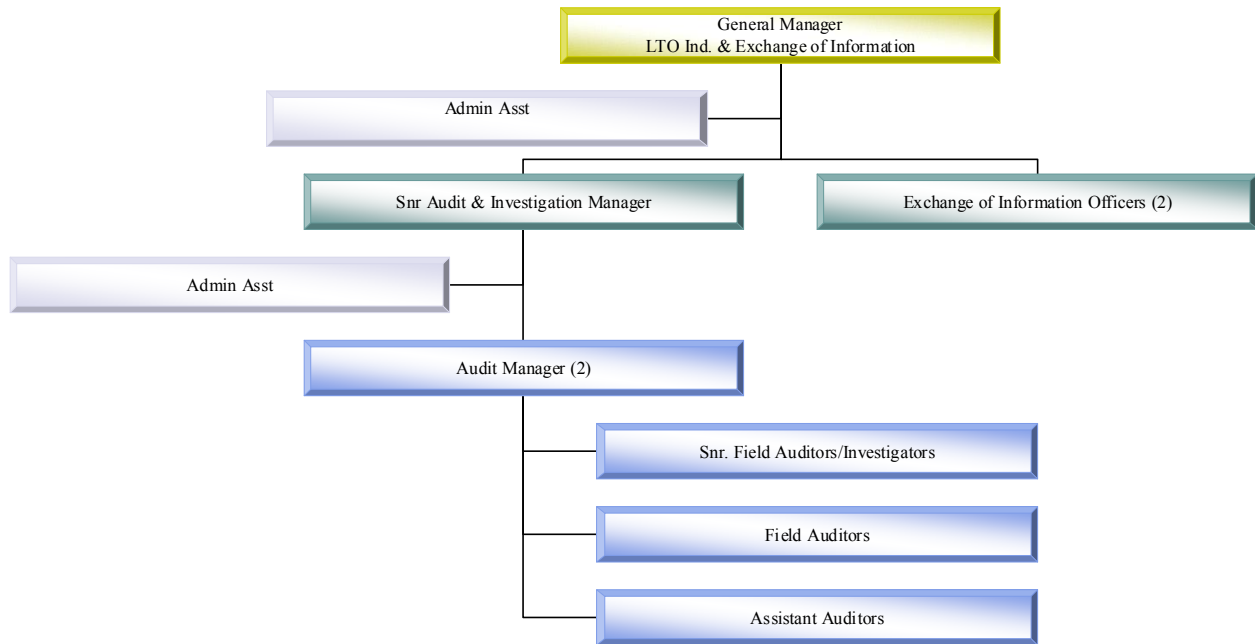 General Manager
LTO Ind. & Exchange of Information
Admin Asst
Snr Audit & Investigation Manager
Exchange of Information Officers (2)
Admin Asst
Audit Manager (2)
Snr. Field Auditors/Investigators
Field Auditors
Assistant Auditors